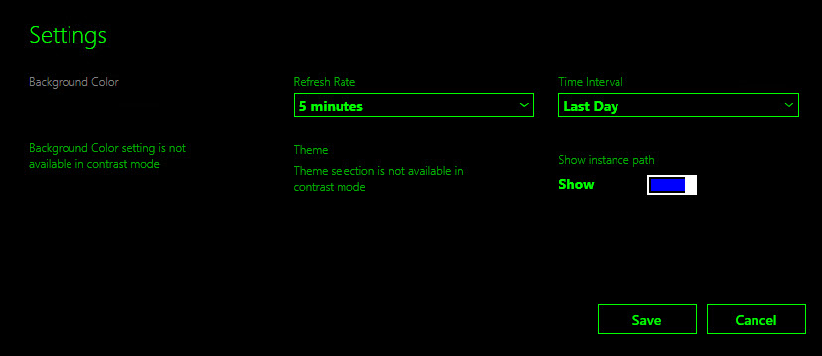 Settings
Background Color
Refresh Rate
Time Interval
5 minutes
Last Day
Background Color setting is not
available in contrast mode
Theme
Theme seection is not available in
contrast mode
Show instance path
Show
Save
Cancel